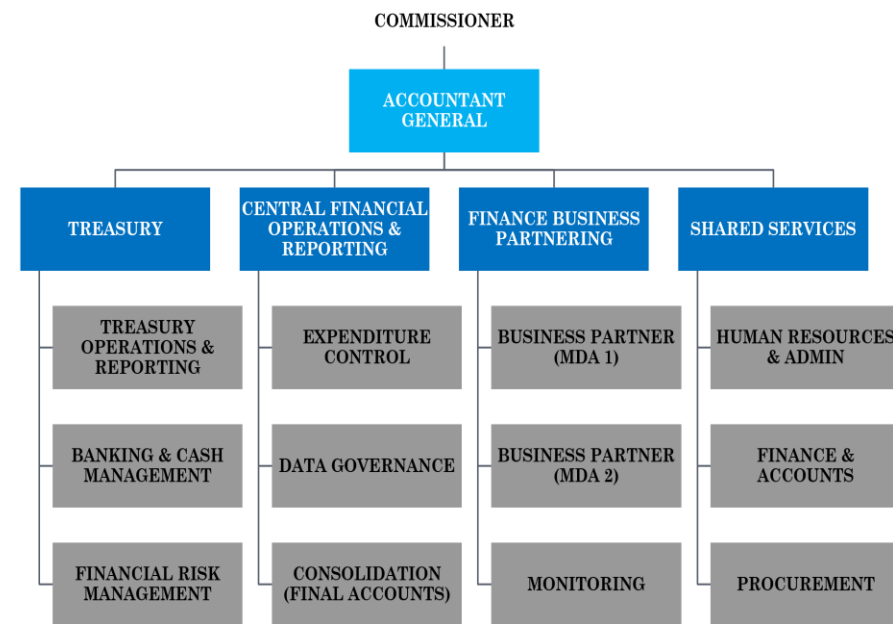 COMMISSIONER
ACCOUNTANT
GENERAL
TREASURY
CENTRAL FINANCIAL
OPERATIONS &
REPORTING
FINANCE BUSINESS
PARTNERING
SHARED SERVICES
TREASURY
OPERATIONS &
REPORTING
EXPENDITURE
CONTROL
BUSINESS PARTNER
(MDA 1)
HUMAN RESOURCES
& ADMIN
BANKING & CASH
MANAGEMENT
DATA GOVERNANCE
BUSINESS PARTNER
(MDA 2)
FINANCE &
ACCOUNTS
FINANCIAL RISK
MANAGEMENT
CONSOLIDATION
(FINAL ACCOUNTS)
MONITORING
PROCUREMENT